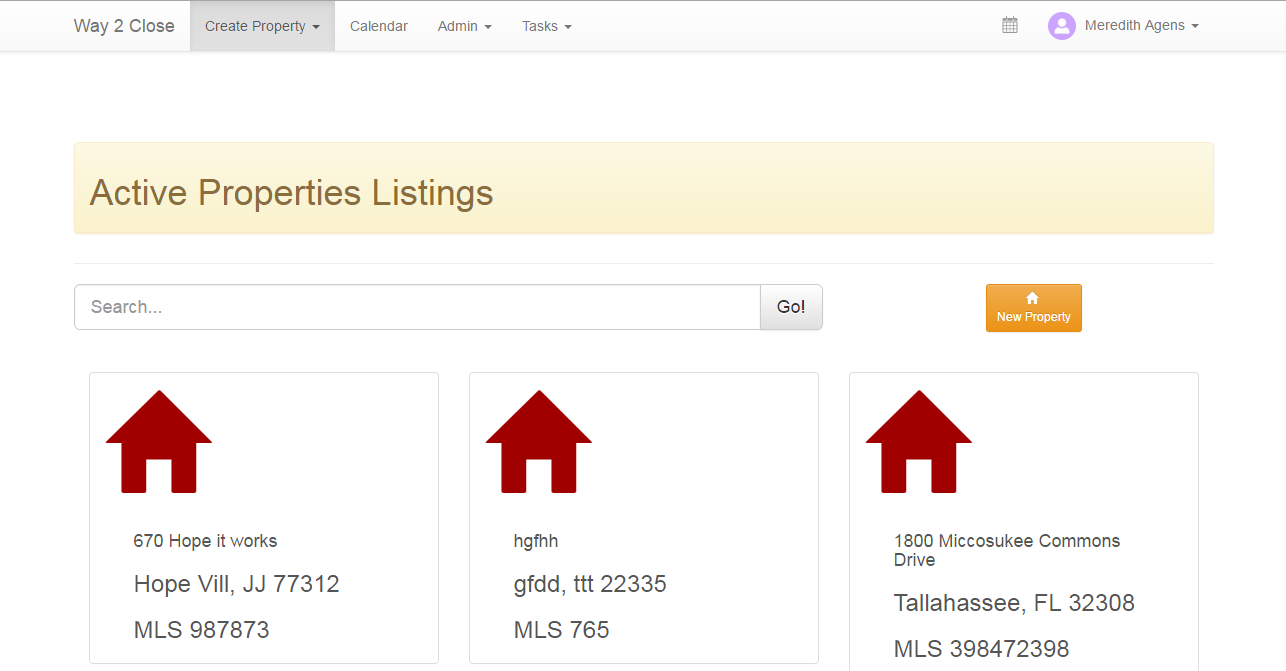 Way 2 Close Create Property Calendar Admin Tasks Meredith Agens
Active Properties Listings
Search... Go!
New Property
670 Hope it works
Hope Vill, JJ 77312
MLS 987873
hgfhh
gfdd, ttt 22335
MLS 765
1800 Miccosukee Commons
Drive
Tallahassee, FL 32308
MLS 398472398